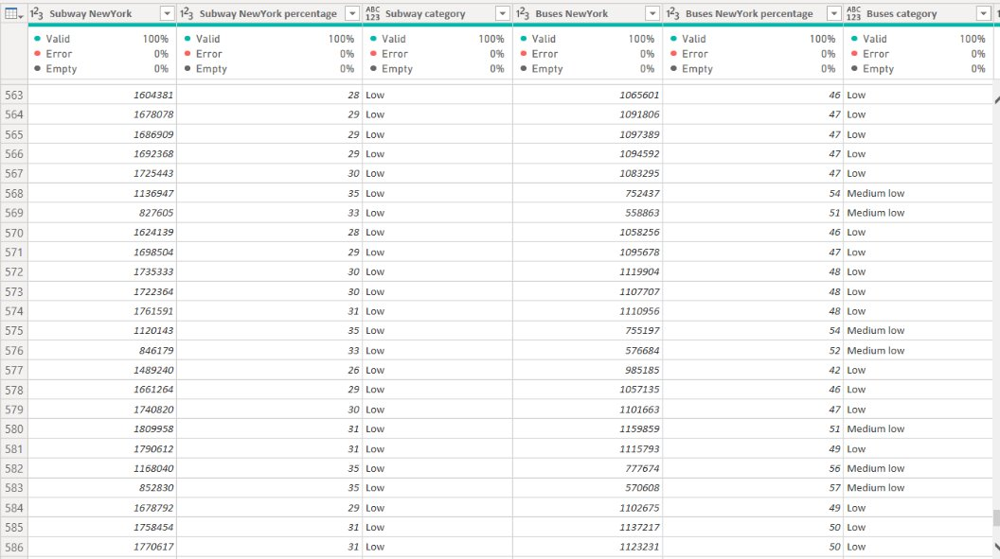 1²3 Subway NewYork 1²3 Subway NewYork percentage ABC 123 Subway category 1²3 Buses NewYork 1²3 Buses NewYork percentage ABC 123 Buses category
Valid 100% Valid 100% Valid 100% Valid 100% Valid 100% Valid 100%
Error 0% Error 0% Error 0% Error 0% Error 0% Error 0%
Empty 0% Empty 0% Empty 0% Empty 0% Empty 0% Empty 0%
563 1604381 28 Low 1065601 46 Low
564 1678078 29 Low 1091806 47 Low
565 1686909 29 Low 1097389 47 Low
566 1692368 29 Low 1094592 47 Low
567 1725443 30 Low 1083295 47 Low
568 1136947 35 Low 752437 54 Medium low
569 827605 33 Low 558863 51 Medium low
570 1624139 28 Low 1058256 46 Low
571 1698504 29 Low 1095678 47 Low
572 1735333 30 Low 1119904 48 Low
573 1722364 30 Low 1107707 48 Low
574 1761591 31 Low 1110956 48 Low
575 1120143 35 Low 755197 54 Medium low
576 846179 33 Low 576684 52 Medium low
577 1489240 26 Low 985185 42 Low
578 1661264 29 Low 1057135 46 Low
579 1740820 30 Low 1101663 47 Low
580 1809958 31 Low 1159859 51 Medium low
581 1790612 31 Low 1115793 49 Low
582 1168040 35 Low 777674 56 Medium low
583 852830 35 Low 570608 57 Medium low
584 1678792 29 Low 1102675 49 Low
585 1758454 31 Low 1137217 50 Low
586 1770617 31 Low 1123231 50 Low